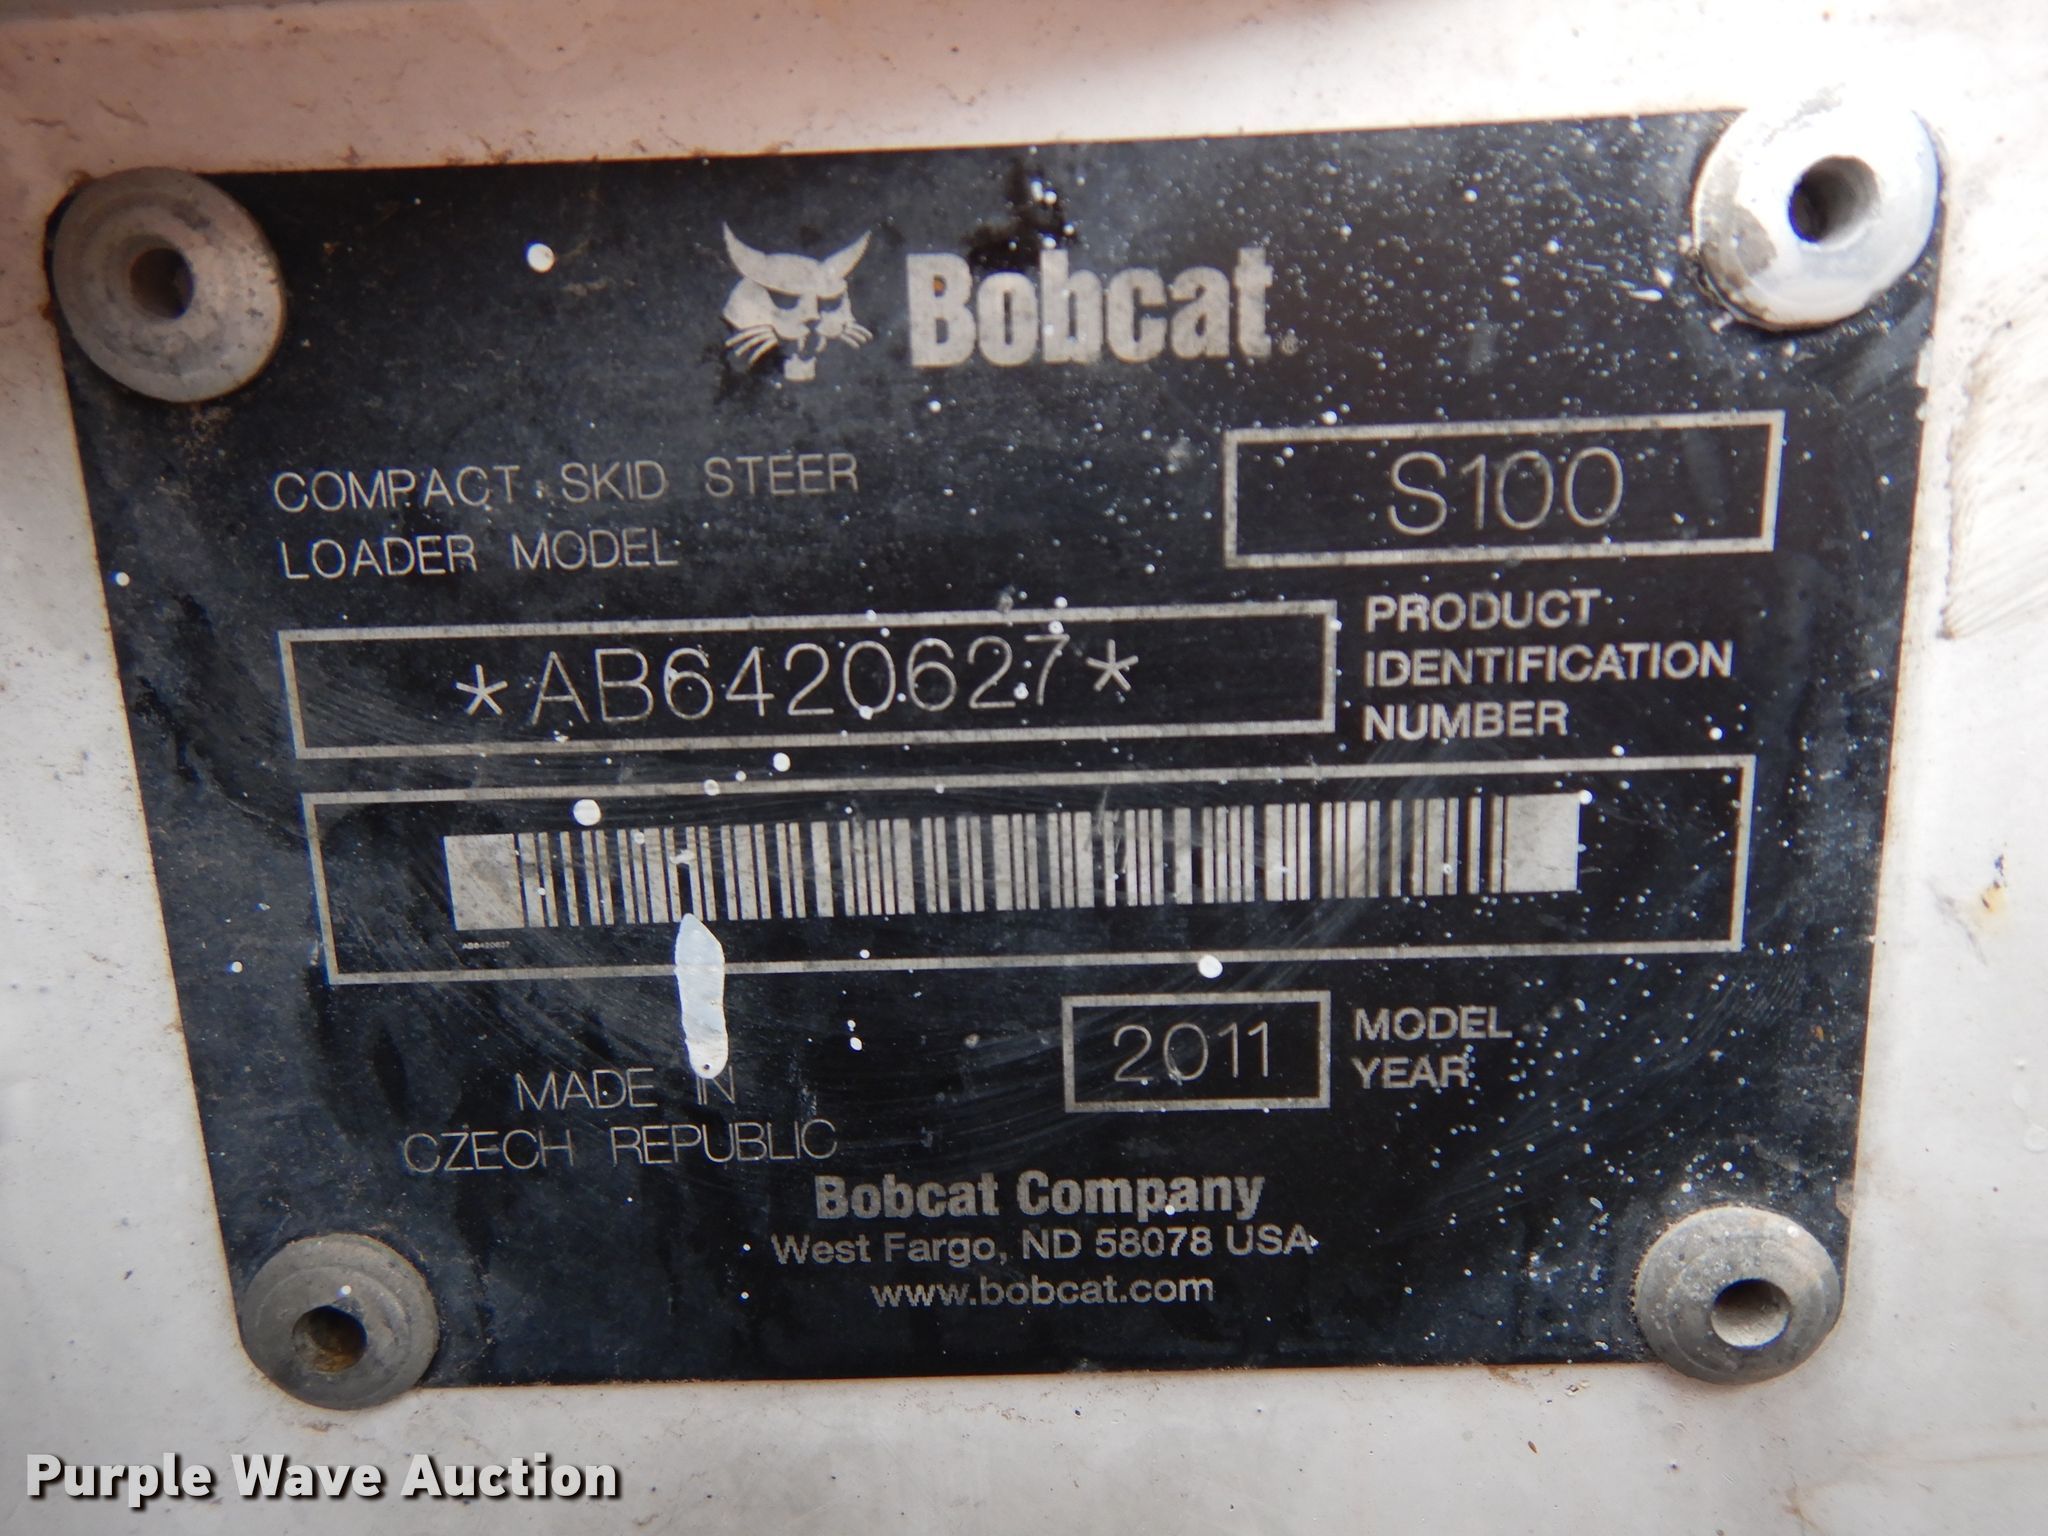 Bobcat
COMPACT SKID STEER
LOADER MODEL
S100
*AB6420627*
PRODUCT
IDENTIFICATION
NUMBER
AB6420627
2011
MODEL
YEAR
MADE IN
CZECH REPUBLIC
Bobcat Company
West Fargo, ND 58078 USA
www.bobcat.com
Purple Wave Auction